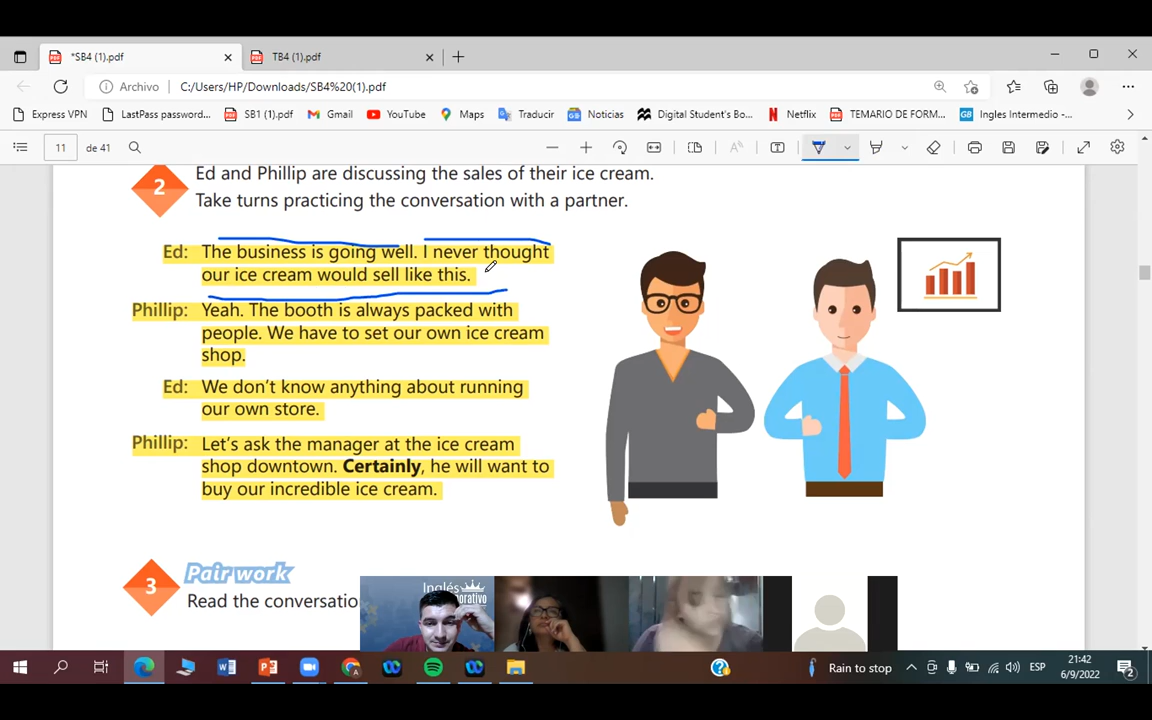 *SB4 (1).pdf
TB4 (1).pdf
Archivo
C:/Users/HP/Downloads/SB4%20(1).pdf
Express VPN
LastPass password...
SB1 (1).pdf
Gmail
YouTube
Maps
Traducir
Noticias
Digital Student's Bo...
Netflix
TEMARIO DE FORM...
Ingles Intermedio -...
11
de 41
2
Ed and Phillip are discussing the sales of their ice cream.
Take turns practicing the conversation with a partner.
Ed: The business is going well. I never thought
our ice cream would sell like this.
Phillip: Yeah. The booth is always packed with
people. We have to set our own ice cream
shop.
Ed: We don't know anything about running
our own store.
Phillip: Let's ask the manager at the ice cream
shop downtown. Certainly, he will want to
buy our incredible ice cream.
3
Pair work
Read the conversatio
Inglés
Rain to stop
ESP
21:42
6/9/2022
2